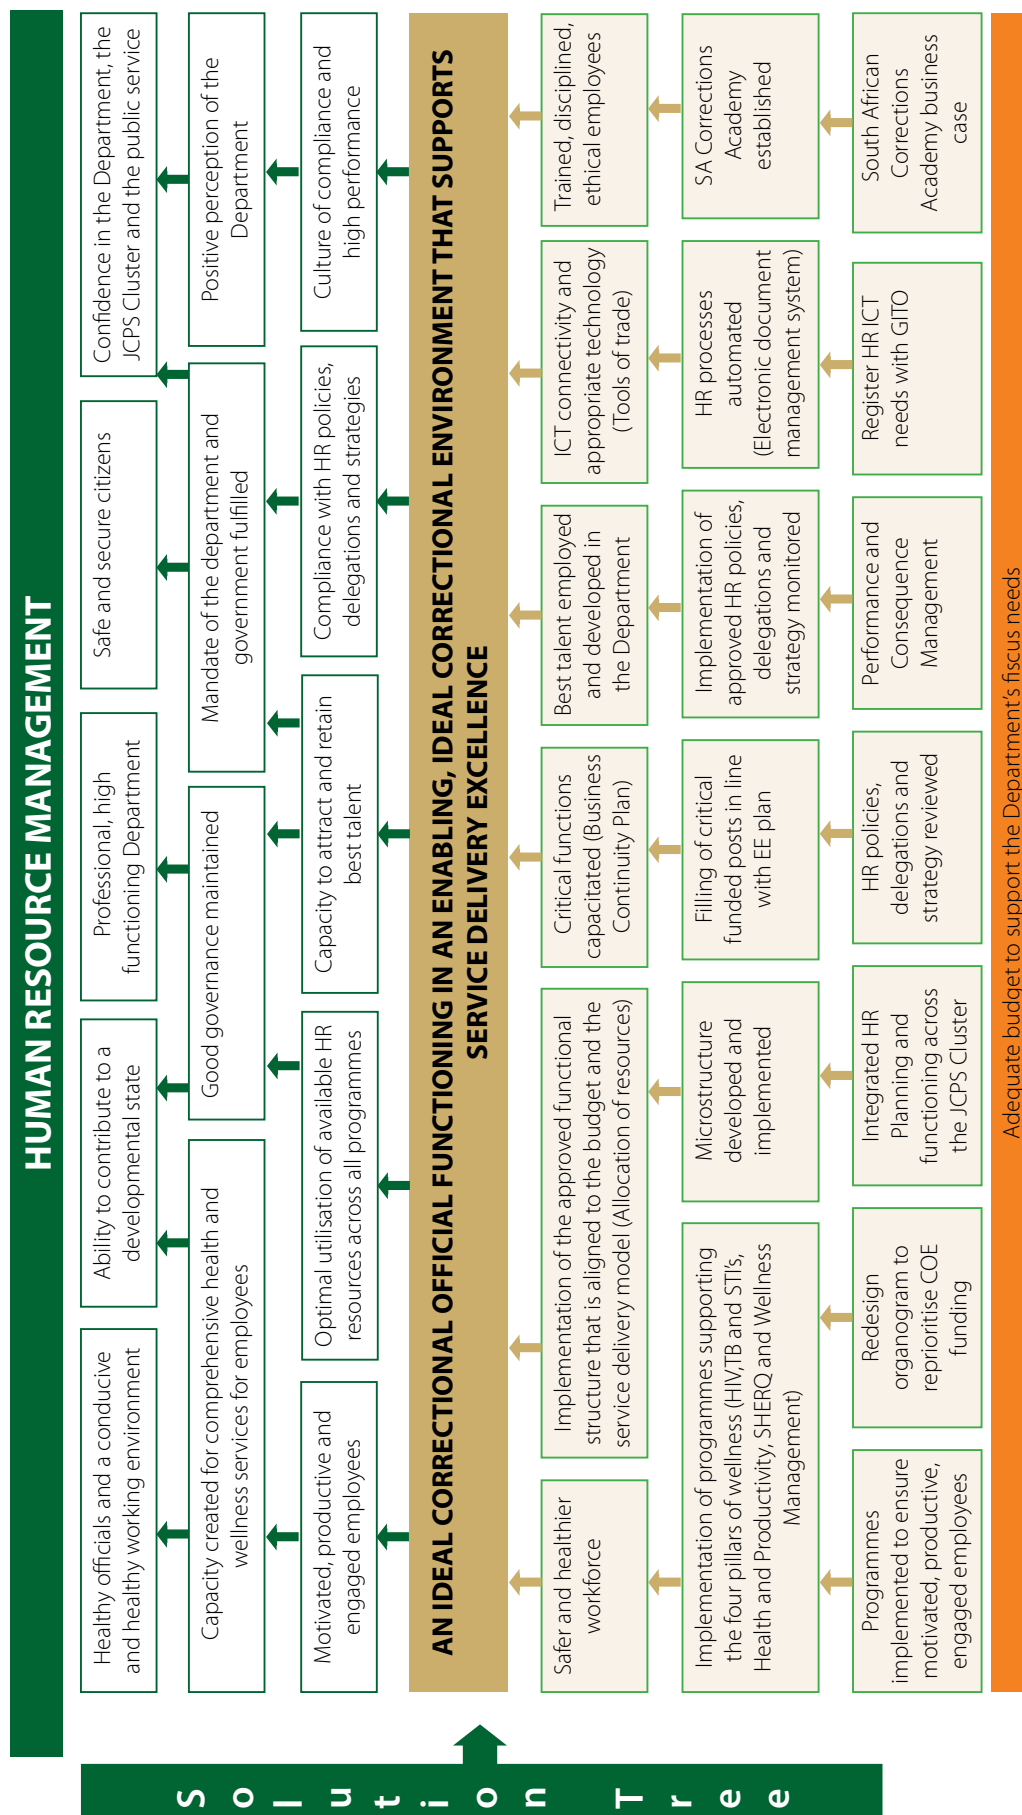 HUMAN RESOURCE MANAGEMENT
Solution Tree
Healthy officials and a conducive
and healthy working environment
Ability to contribute to a
developmental state
Professional, high
functioning Department
Safe and secure citizens
Confidence in the Department, the
JCPS Cluster and the public service
Capacity created for comprehensive health and
wellness services for employees
Good governance maintained
Mandate of the department and
government fulfilled
Positive perception of the
Department
Motivated, productive and
engaged employees
Optimal utilisation of available HR
resources across all programmes
Capacity to attract and retain
best talent
Compliance with HR policies,
delegations and strategies
Culture of compliance and
high performance
AN IDEAL CORRECTIONAL OFFICIAL FUNCTIONING IN AN ENABLING, IDEAL CORRECTIONAL ENVIRONMENT THAT SUPPORTS
SERVICE DELIVERY EXCELLENCE
Safer and healthier
workforce
Implementation of the approved functional
structure that is aligned to the budget and the
service delivery model (Allocation of resources)
Critical functions
capacitated (Business
Continuity Plan)
Best talent employed
and developed in
the Department
ICT connectivity and
appropriate technology
(Tools of trade)
Trained, disciplined,
ethical employees
Implementation of programmes supporting
the four pillars of wellness (HIV,TB and STI's,
Health and Productivity, SHERQ and Wellness
Management)
Microstructure
developed and
implemented
Filling of critical
funded posts in line
with EE plan
Implementation of
approved HR policies,
delegations and
strategy monitored
HR processes
automated
(Electronic document
management system)
SA Corrections
Academy
established
Programmes
implemented to ensure
motivated, productive,
engaged employees
Redesign
organogram to
reprioritise COE
funding
Integrated HR
Planning and
functioning across
the JCPS Cluster
HR policies,
delegations and
strategy reviewed
Performance and
Consequence
Management
Register HR ICT
needs with GITO
South African
Corrections
Academy business
case
Adequate budget to support the Department's fiscus needs